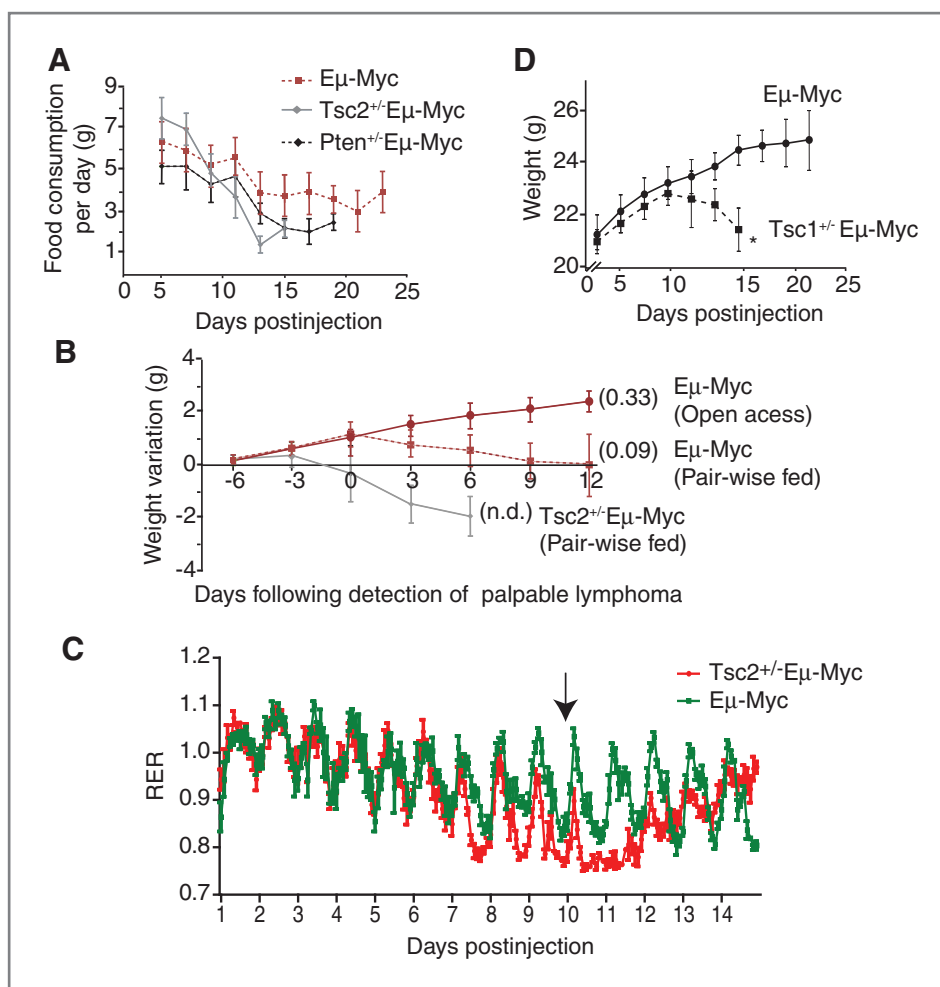 A
Food consumption
per day (g)
9
7
5
3
1
0 5 10 15 20 25
Days postinjection
Eµ-Myc
Tsc2+/-Eµ-Myc
Pten+/-Eµ-Myc
D
Weight (g)
26
24
22
20
0 5 10 15 20 25
Days postinjection
Eµ-Myc
Tsc1+/- Eµ-Myc
*
B
Weight variation (g)
4
2
0
-2
-4
-6 -3 0 3 6 9 12
(0.33) Eµ-Myc
(Open acess)
(0.09) Eµ-Myc
(Pair-wise fed)
(n.d.) Tsc2+/-Eµ-Myc
(Pair-wise fed)
Days following detection of palpable lymphoma
C
RER
1.2
1.1
1.0
0.9
0.8
0.7
1 2 3 4 5 6 7 8 9 10 11 12 13 14
Days postinjection
Tsc2+/-Eµ-Myc
Eµ-Myc